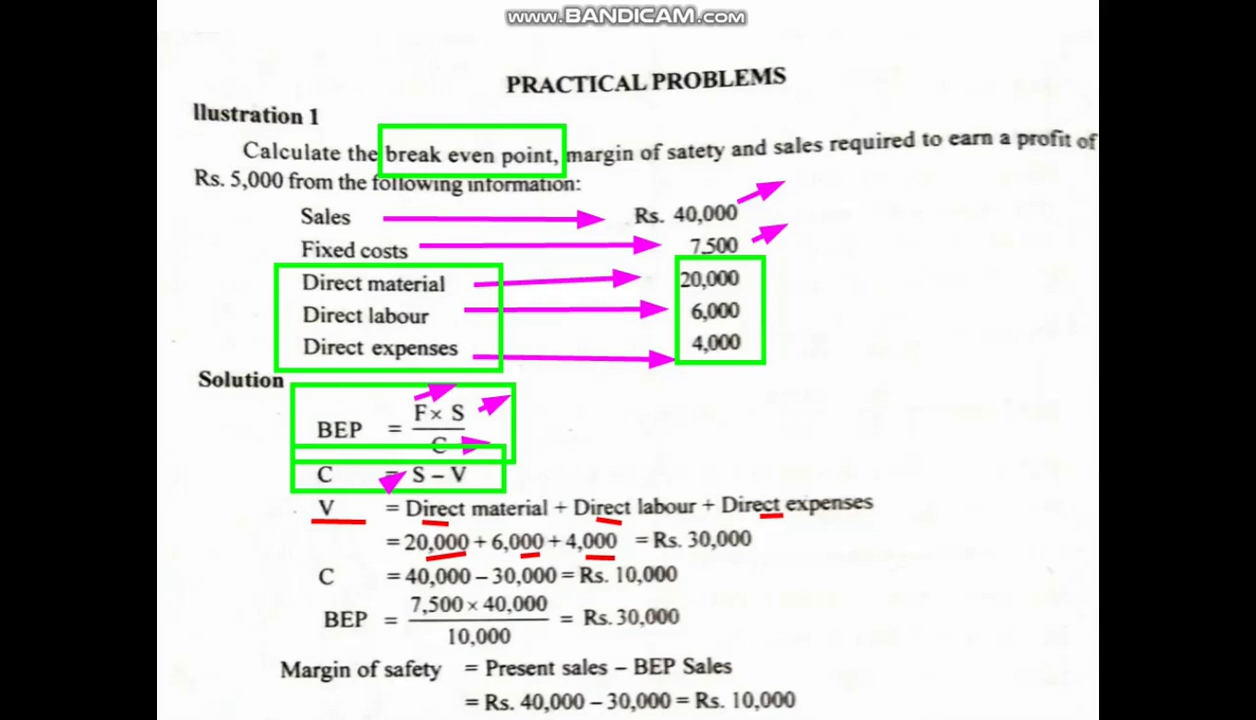 WWW.BANDICAM.COM
PRACTICAL PROBLEMS
llustration 1
Calculate the break even point, margin of satety and sales required to earn a profit of
Rs. 5,000 from the following information:
Sales Rs. 40,000
Fixed costs 7,500
Direct material 20,000
Direct labour 6,000
Direct expenses 4,000
Solution
BEP = F× S / C
C = S – V
V = Direct material + Direct labour + Direct expenses
= 20,000 + 6,000 + 4,000 = Rs. 30,000
C = 40,000 – 30,000 = Rs. 10,000
BEP = 7,500 × 40,000 / 10,000 = Rs. 30,000
Margin of safety = Present sales – BEP Sales
= Rs. 40,000 – 30,000 = Rs. 10,000